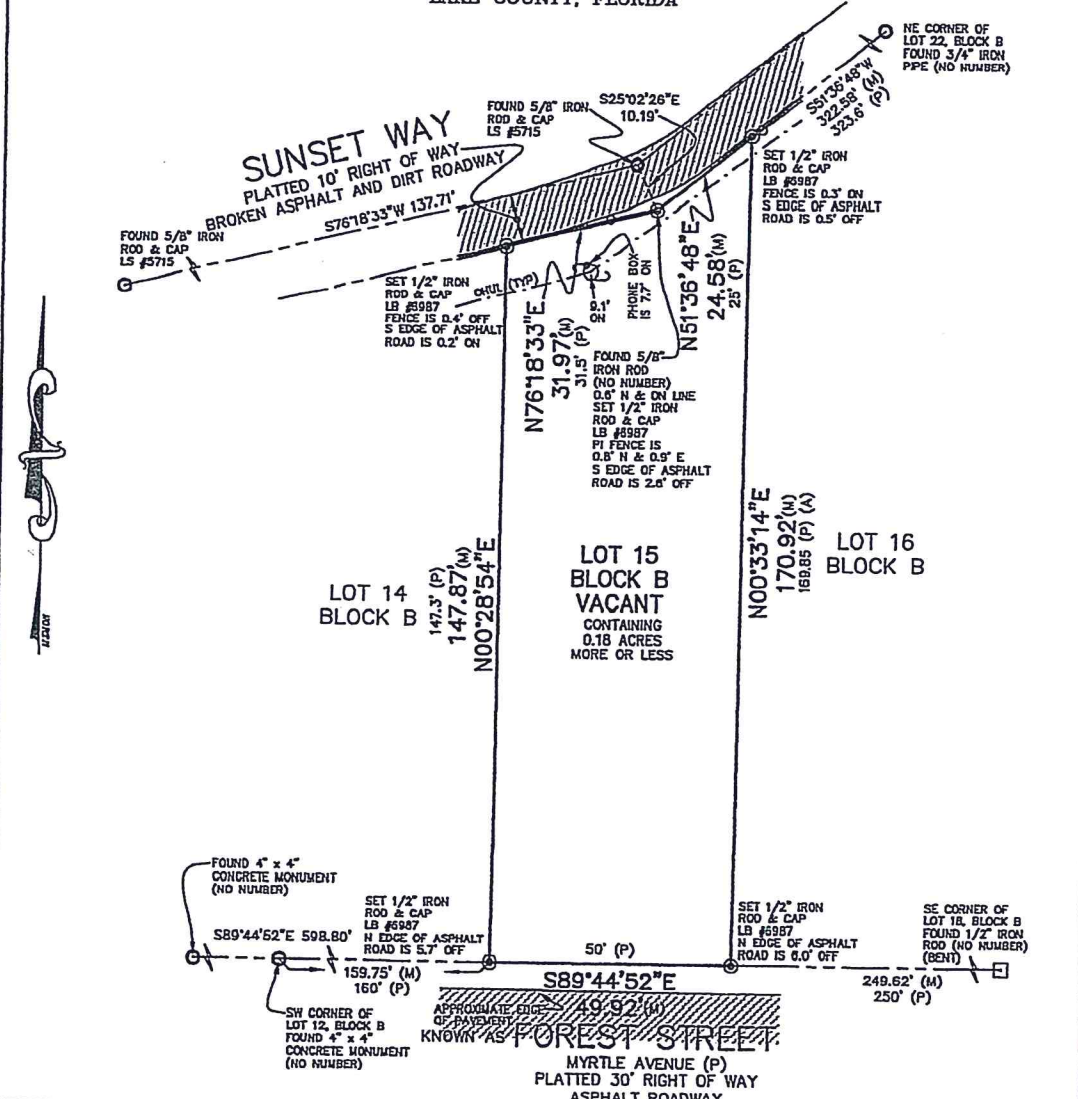 LAKE COUNTY, FLORIDA
NE CORNER OF
LOT 22, BLOCK B
FOUND 3/4" IRON
PIPE (NO NUMBER)
S51°36'48"W
322.58' (M)
323.6' (P)
FOUND 5/8" IRON
ROD & CAP
LS #5715
S25°02'26"E
10.19'
SUNSET WAY
PLATTED 10' RIGHT OF WAY
BROKEN ASPHALT AND DIRT ROADWAY
S76°18'33"W 137.71'
FOUND 5/8" IRON
ROD & CAP
LS #5715
SET 1/2" IRON
ROD & CAP
LB #6987
FENCE IS 0.3' ON
S EDGE OF ASPHALT
ROAD IS 0.5' OFF
SET 1/2" IRON
ROD & CAP
LB #6987
FENCE IS 0.4' OFF
S EDGE OF ASPHALT
ROAD IS 0.2' ON
OHUL (TYP)
N76°18'33"E
31.97'(M)
31.5' (P)
9.1'
ON
PHONE BOX
IS 7.7' ON
N51°36'48"E
24.58'(M)
25' (P)
FOUND 5/8"
IRON ROD
(NO NUMBER)
0.6' N & ON LINE
SET 1/2" IRON
ROD & CAP
LB #6987
PI FENCE IS
0.8' N & 0.9' E
S EDGE OF ASPHALT
ROAD IS 2.6' OFF
LOT 14
BLOCK B
147.3' (P)
147.87'(M)
N00°28'54"E
LOT 15
BLOCK B
VACANT
CONTAINING
0.18 ACRES
MORE OR LESS
N00°33'14"E
170.92'(M)
169.85 (P) (A)
LOT 16
BLOCK B
FOUND 4" x 4"
CONCRETE MONUMENT
(NO NUMBER)
S89°44'52"E 598.80'
SET 1/2" IRON
ROD & CAP
LB #6987
N EDGE OF ASPHALT
ROAD IS 5.7' OFF
159.75' (M)
160' (P)
SW CORNER OF
LOT 12, BLOCK B
FOUND 4" x 4"
CONCRETE MONUMENT
(NO NUMBER)
50' (P)
S89°44'52"E
49.92'(M)
SET 1/2" IRON
ROD & CAP
LB #6987
N EDGE OF ASPHALT
ROAD IS 6.0' OFF
SE CORNER OF
LOT 18, BLOCK B
FOUND 1/2" IRON
ROD (NO NUMBER)
(BENT)
249.62' (M)
250' (P)
APPROXIMATE EDGE
OF PAVEMENT
KNOWN AS FOREST STREET
MYRTLE AVENUE (P)
PLATTED 30' RIGHT OF WAY
ASPHALT ROADWAY